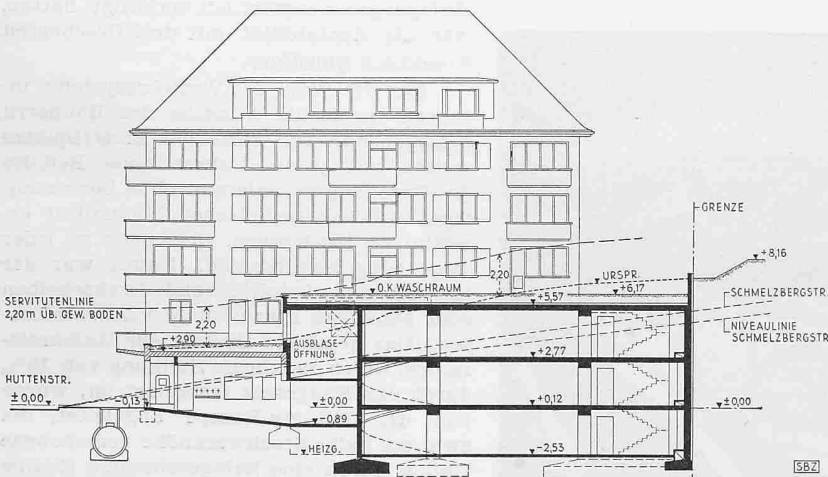 GRENZE
+8,16
2,20
URSPR.
O.K. WASCHRAUM
+6,17
SCHMELZBERGSTR.
SERVITUTENLINIE
2,20 m ÜB. GEW. BODEN
2,20
+5,57
NIVEAULINIE
SCHMELZBERGSTR
+2,90
AUSBLASE-
ÖFFNUNG
+2,77
HUTTENSTR.
±0,00
-0,13
±0,00
+0,12
±0,00
-0,89
HEIZG.
-2,53
SBZ